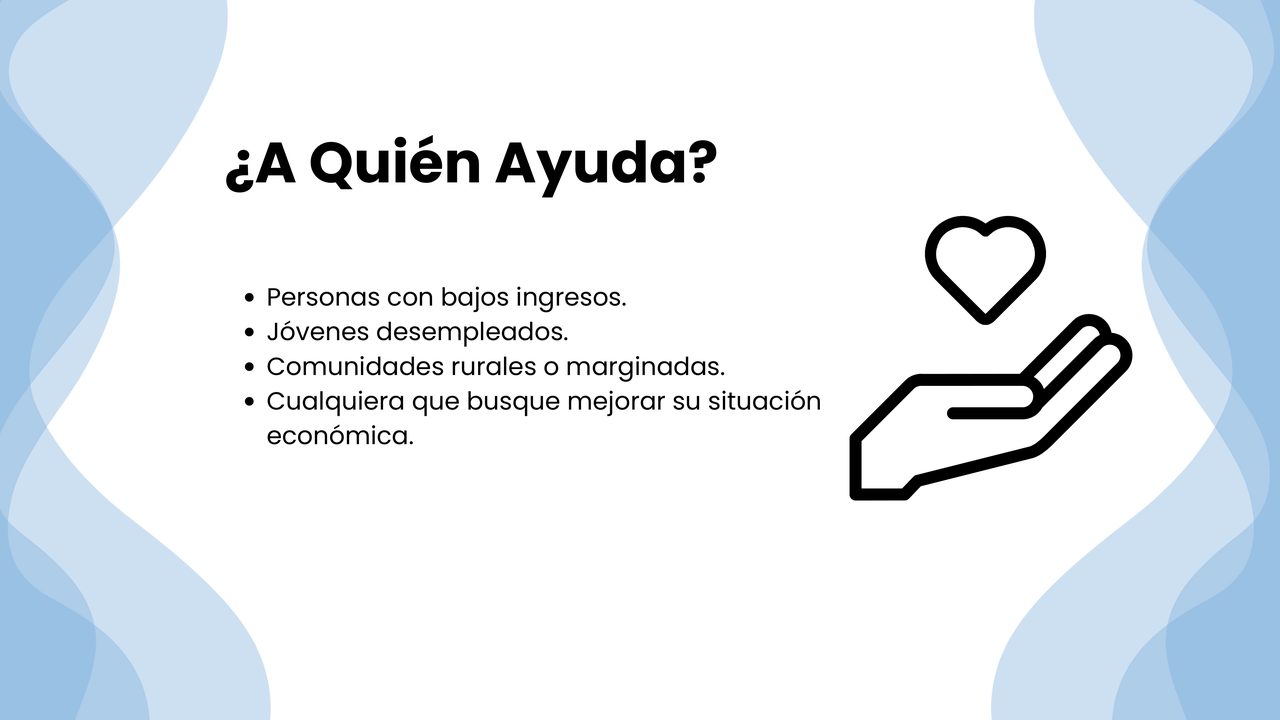 ¿A Quién Ayuda?
• Personas con bajos ingresos.
• Jóvenes desempleados.
• Comunidades rurales o marginadas.
• Cualquiera que busque mejorar su situación
económica.